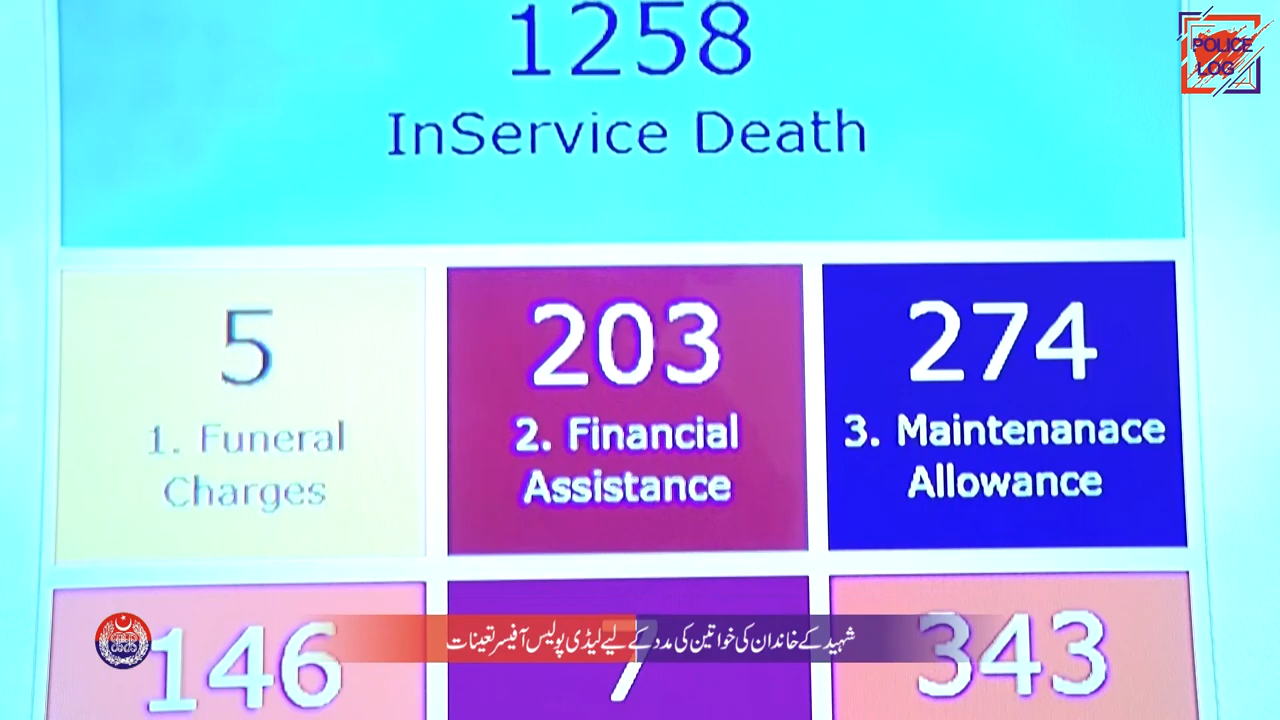 1258
InService Death
POLICE
LOG
5
1. Funeral
Charges
203
2. Financial
Assistance
274
3. Maintenanace
Allowance
146
7
343
شہید کے خاندان کی خواتین کی مدد کے لیے لیڈی پولیس آفیسر تعینات